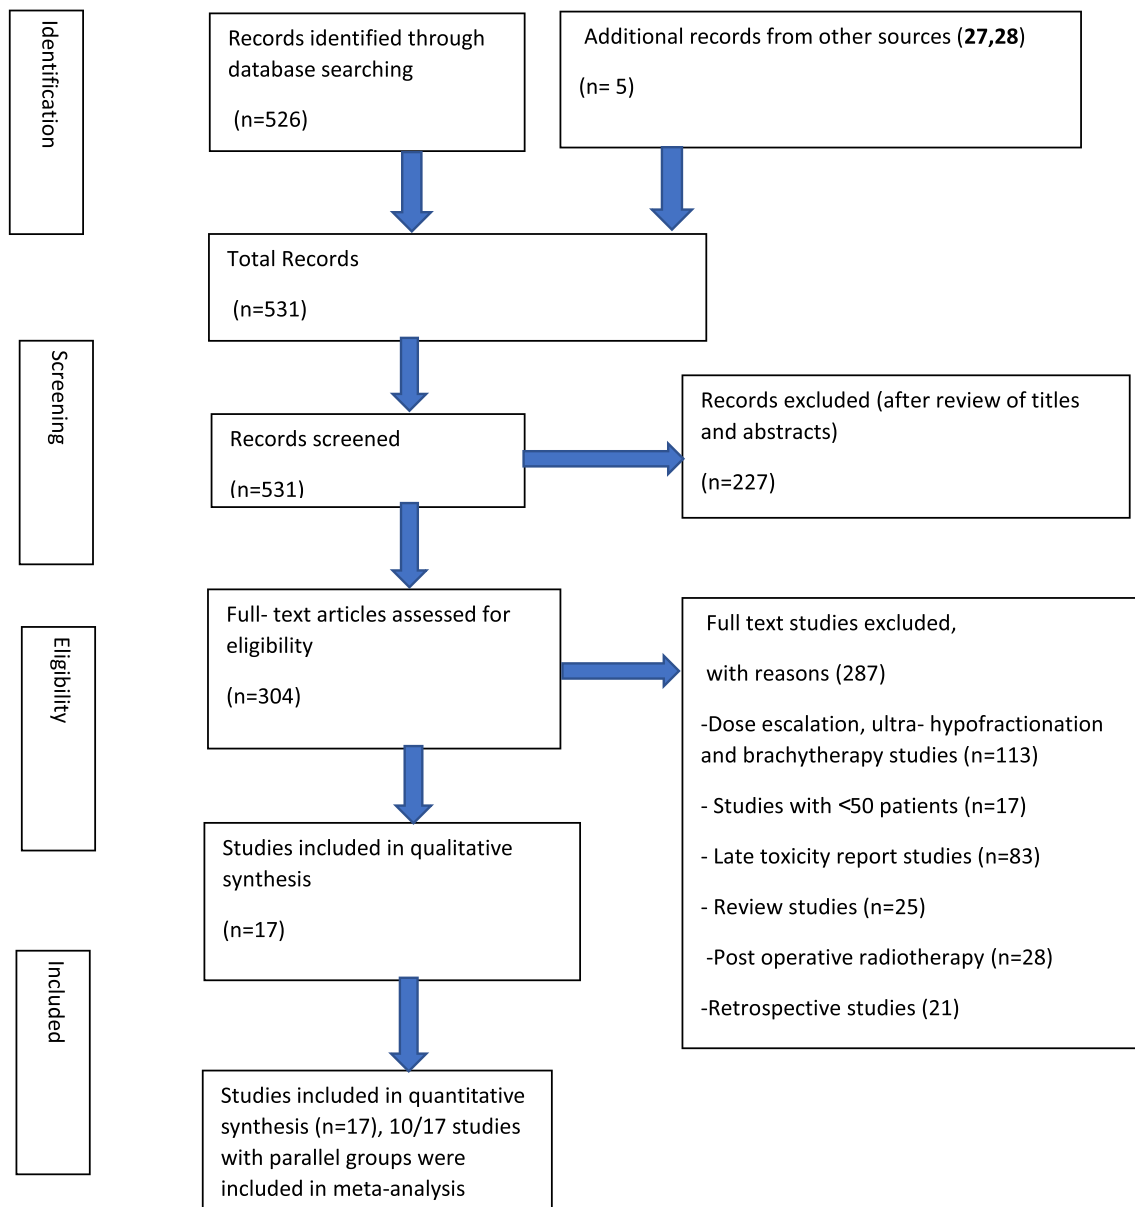 Identification
Records identified through
database searching
(n=526)
Additional records from other sources (27,28)
(n= 5)
Total Records
(n=531)
Screening
Records screened
(n=531)
Records excluded (after review of titles
and abstracts)
(n=227)
Eligibility
Full- text articles assessed for
eligibility
(n=304)
Full text studies excluded,
with reasons (287)
-Dose escalation, ultra- hypofractionation
and brachytherapy studies (n=113)
- Studies with <50 patients (n=17)
- Late toxicity report studies (n=83)
- Review studies (n=25)
-Post operative radiotherapy (n=28)
-Retrospective studies (21)
Studies included in qualitative
synthesis
(n=17)
Included
Studies included in quantitative
synthesis (n=17), 10/17 studies
with parallel groups were
included in meta-analysis